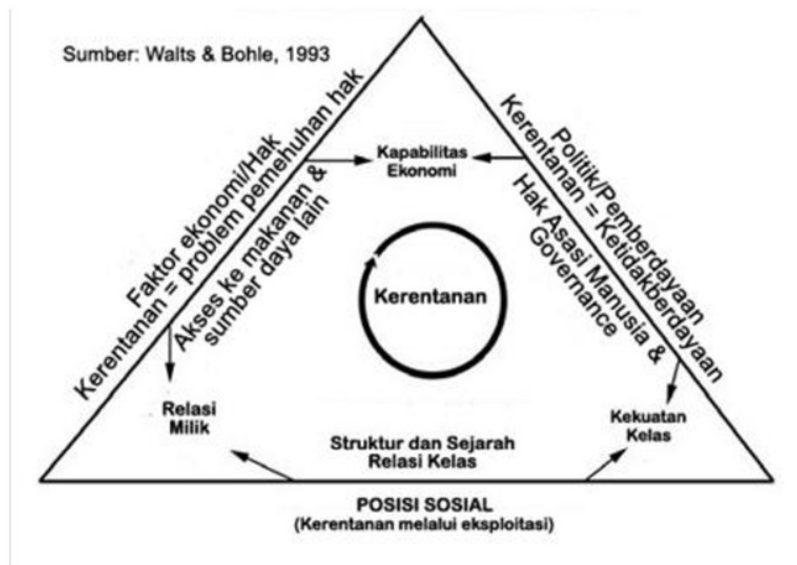 Sumber: Walts & Bohle, 1993
Faktor ekonomi/Hak
Kerentanan = problem pemehuhan hak
Akses ke makanan &
sumber daya lain
Politik/Pemberdayaan
Kerentanan = Ketidakberdayaan
Hak Asasi Manusia &
Governance
Kapabilitas
Ekonomi
Kerentanan
Relasi
Milik
Kekuatan
Kelas
Struktur dan Sejarah
Relasi Kelas
POSISI SOSIAL
(Kerentanan melalui eksploitasi)